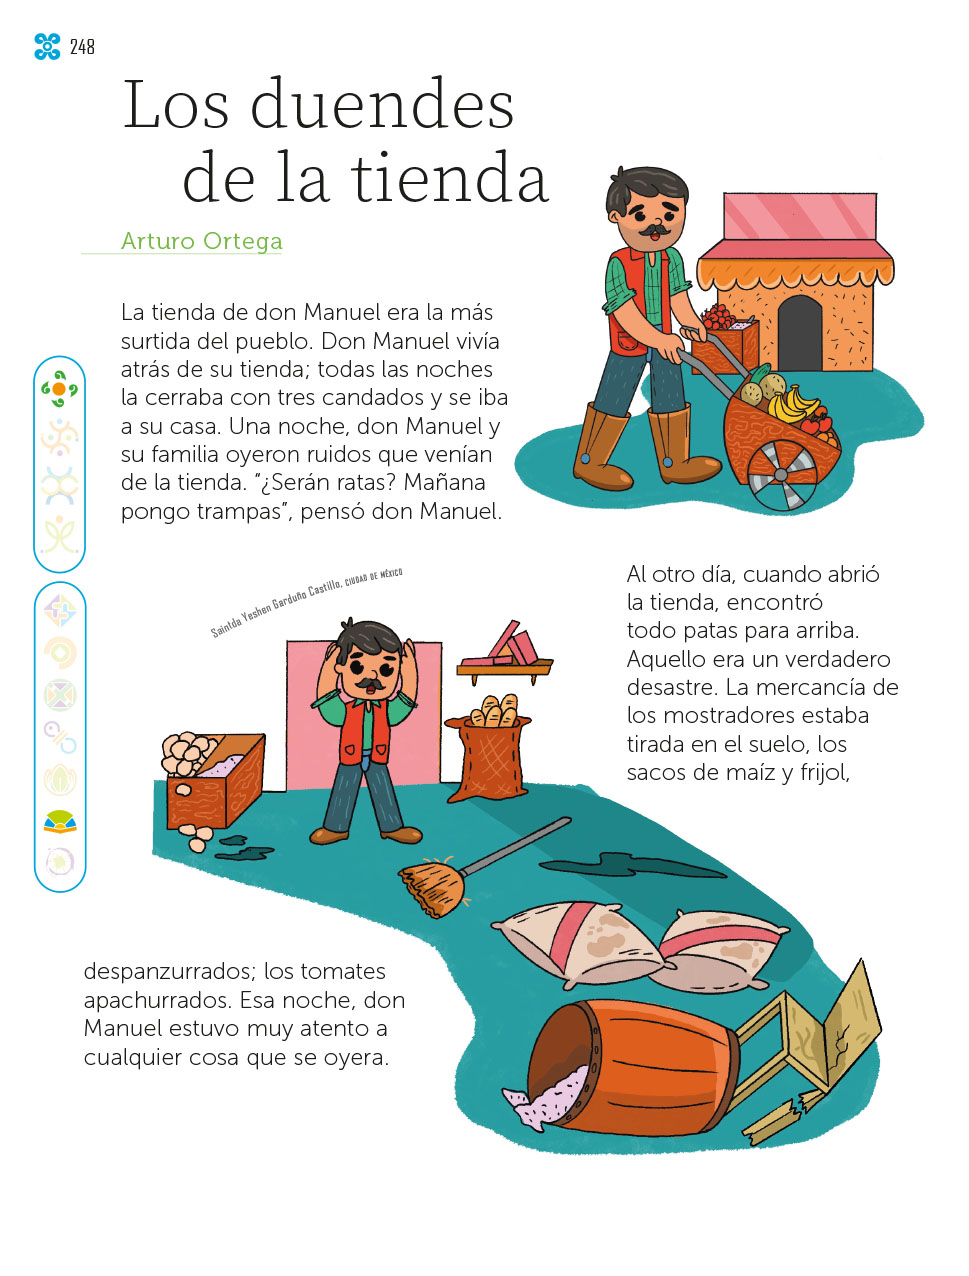 248
Los duendes
de la tienda
Arturo Ortega
La tienda de don Manuel era la más
surtida del pueblo. Don Manuel vivía
atrás de su tienda; todas las noches
la cerraba con tres candados y se iba
a su casa. Una noche, don Manuel y
su familia oyeron ruidos que venían
de la tienda. “¿Serán ratas? Mañana
pongo trampas”, pensó don Manuel.
Saintda Yeshen Garduño Castillo, CIUDAD DE MÉXICO
Al otro día, cuando abrió
la tienda, encontró
todo patas para arriba.
Aquello era un verdadero
desastre. La mercancía de
los mostradores estaba
tirada en el suelo, los
sacos de maíz y frijol,
despanzurrados; los tomates
apachurrados. Esa noche, don
Manuel estuvo muy atento a
cualquier cosa que se oyera.